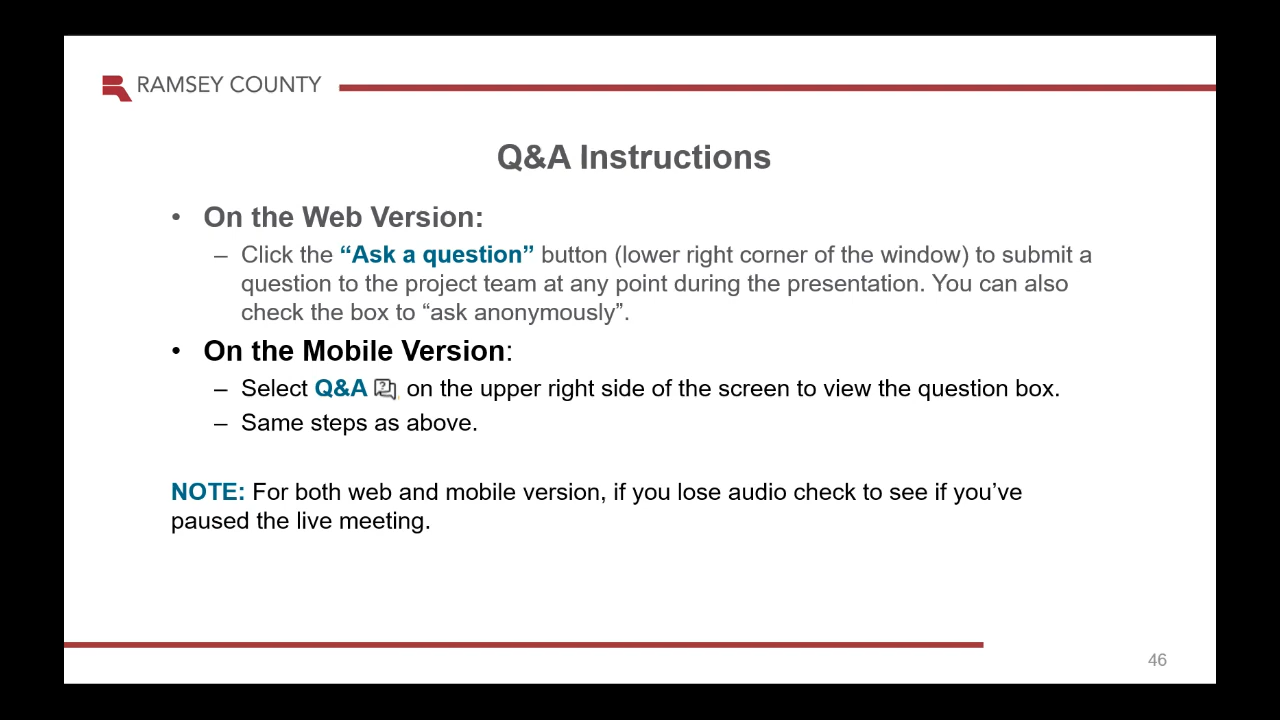 RAMSEY COUNTY
Q&A Instructions
• On the Web Version:
– Click the “Ask a question” button (lower right corner of the window) to submit a
question to the project team at any point during the presentation. You can also
check the box to “ask anonymously”.
• On the Mobile Version:
– Select Q&A on the upper right side of the screen to view the question box.
– Same steps as above.
NOTE: For both web and mobile version, if you lose audio check to see if you’ve
paused the live meeting.
46